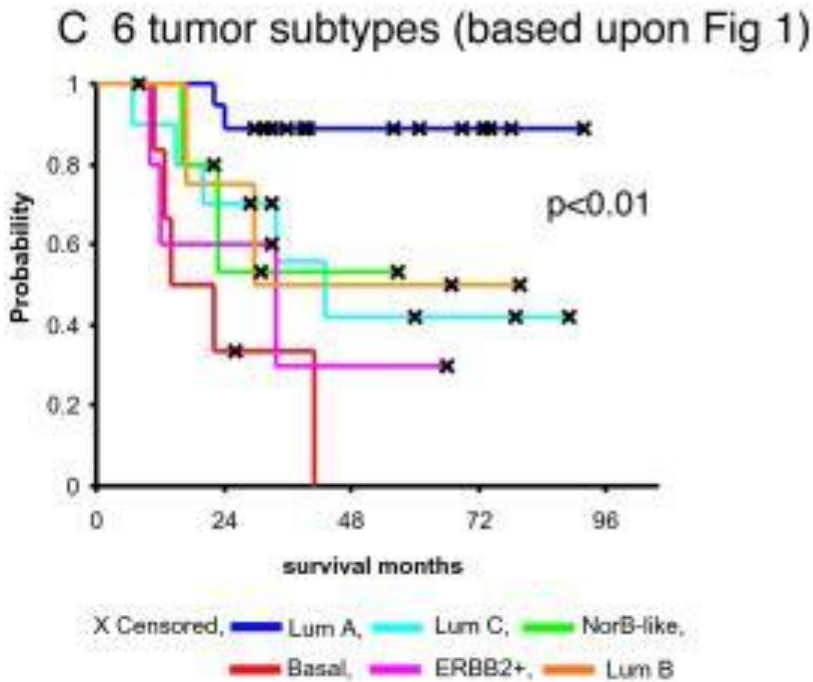 C 6 tumor subtypes (based upon Fig 1)
1
0.8
0.6
0.4
0.2
0
Probability
p<0.01
0 24 48 72 96
survival months
X Censored, Lum A, Lum C, NorB-like,
Basal, ERBB2+, Lum B